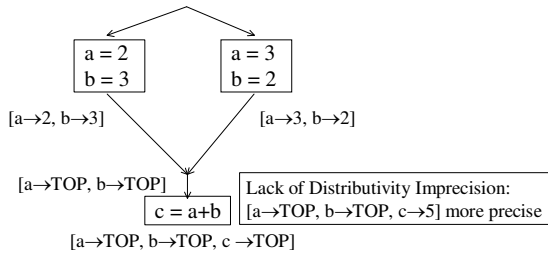 a = 2
b = 3
a = 3
b = 2
[a→2, b→3]
[a→3, b→2]
[a→TOP, b→TOP]
c = a+b
Lack of Distributivity Imprecision:
[a→TOP, b→TOP, c→5] more precise
[a→TOP, b→TOP, c →TOP]